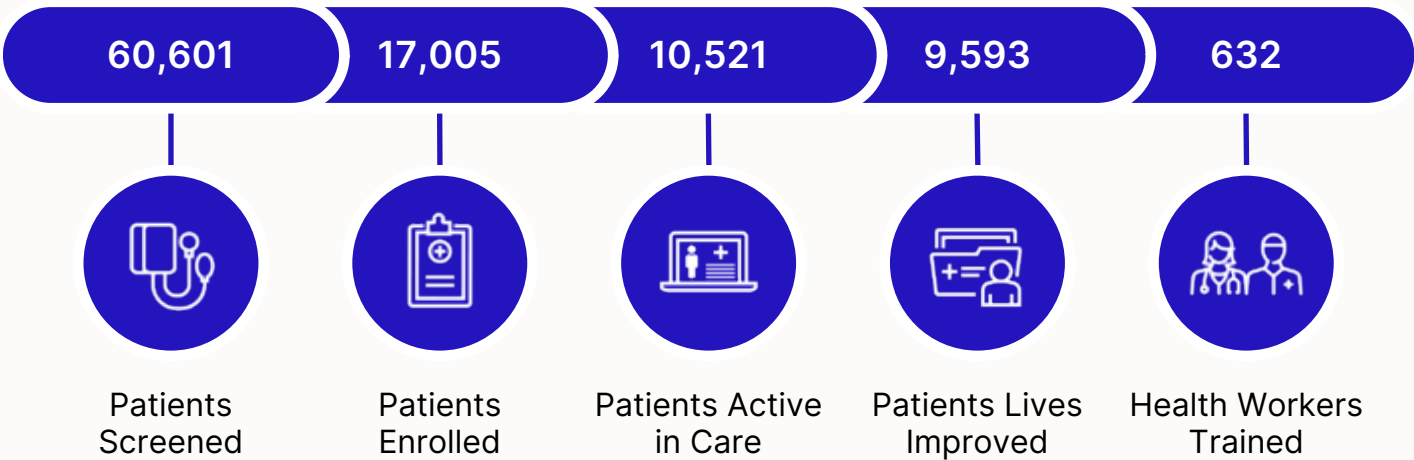 60,601
17,005
10,521
9,593
632
Patients
Screened
Patients
Enrolled
Patients Active
in Care
Patients Lives
Improved
Health Workers
Trained